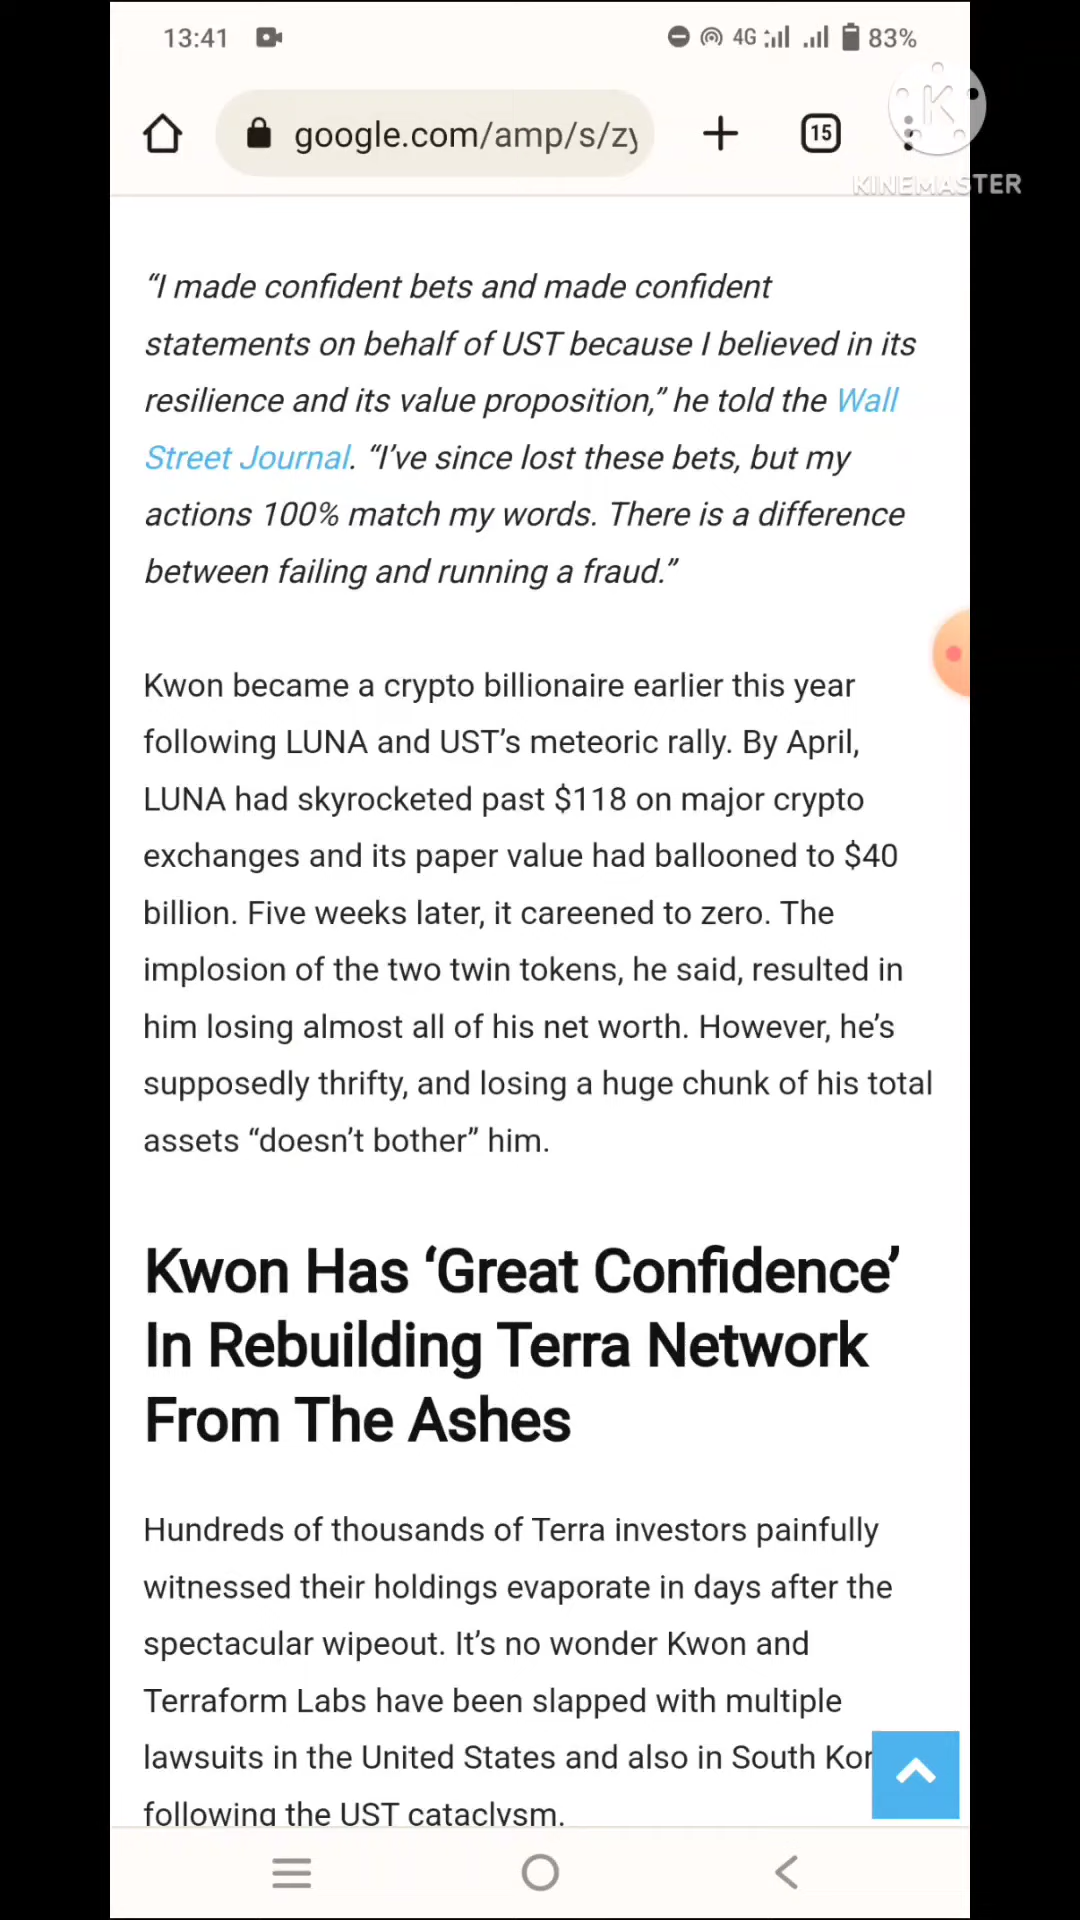 13:41
4G
83%
google.com/amp/s/zy
15
K
KINEMASTER
“I made confident bets and made confident
statements on behalf of UST because I believed in its
resilience and its value proposition,” he told the Wall
Street Journal. “I’ve since lost these bets, but my
actions 100% match my words. There is a difference
between failing and running a fraud.”
Kwon became a crypto billionaire earlier this year
following LUNA and UST’s meteoric rally. By April,
LUNA had skyrocketed past $118 on major crypto
exchanges and its paper value had ballooned to $40
billion. Five weeks later, it careened to zero. The
implosion of the two twin tokens, he said, resulted in
him losing almost all of his net worth. However, he’s
supposedly thrifty, and losing a huge chunk of his total
assets “doesn’t bother” him.
Kwon Has ‘Great Confidence’
In Rebuilding Terra Network
From The Ashes
Hundreds of thousands of Terra investors painfully
witnessed their holdings evaporate in days after the
spectacular wipeout. It’s no wonder Kwon and
Terraform Labs have been slapped with multiple
lawsuits in the United States and also in South Kor
following the UST cataclysm.